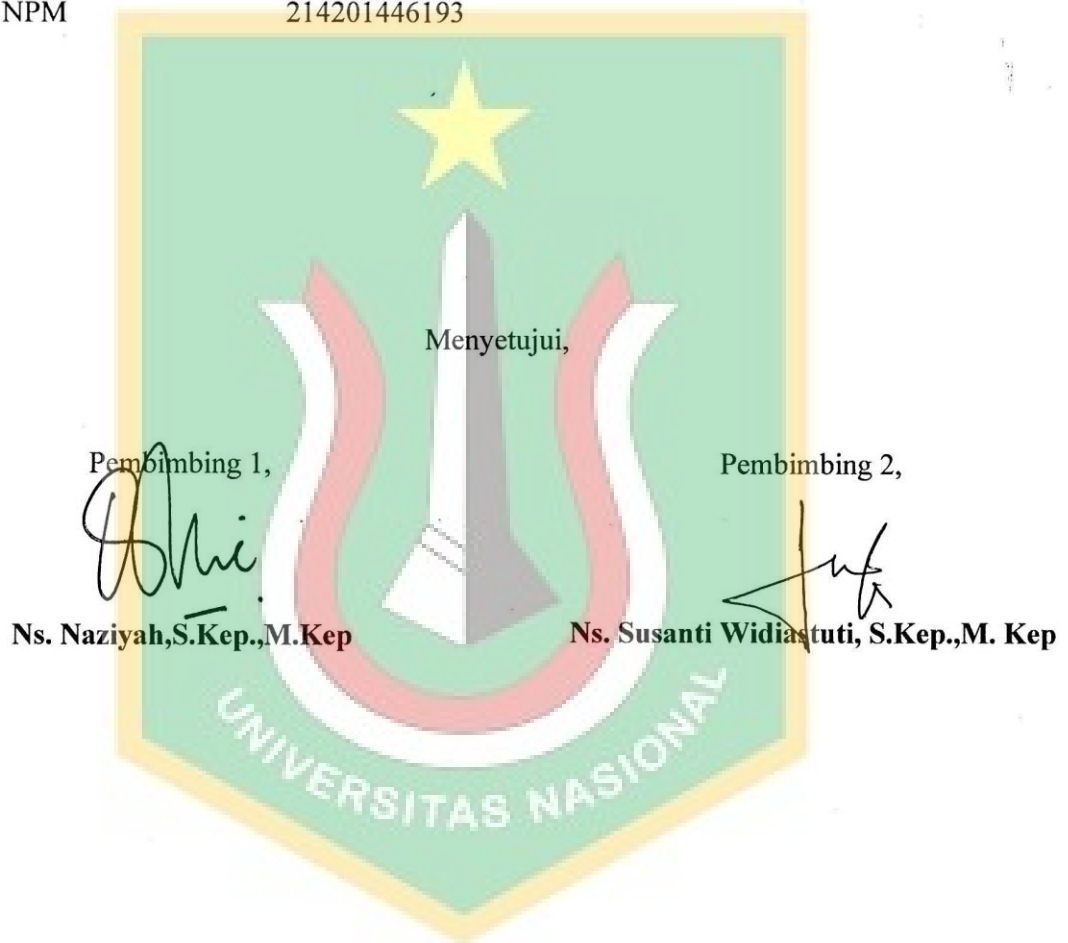 NPM 214201446193
Menyetujui,
Pembimbing 1,
Pembimbing 2,
Ns. Naziyah,S.Kep.,M.Kep
Ns. Susanti Widiastuti, S.Kep.,M. Kep
UNIVERSITAS NASIONAL